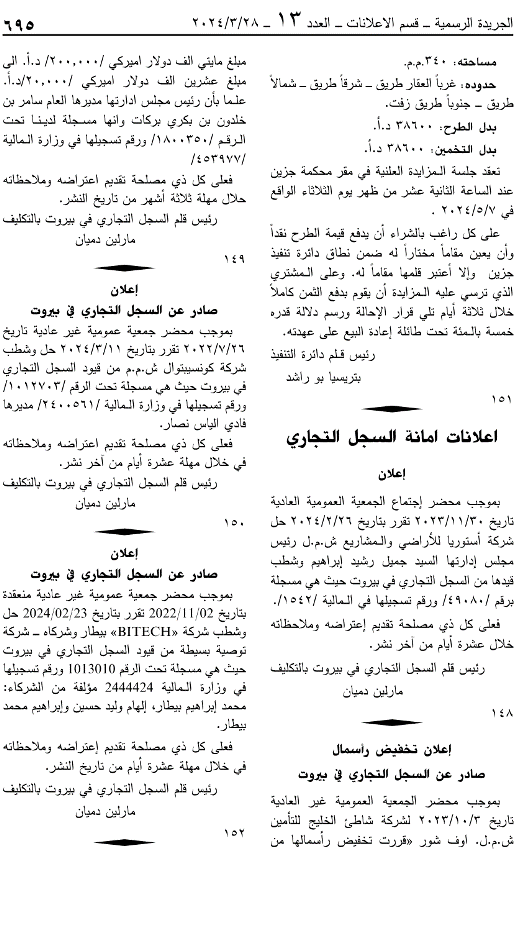 الجريدة الرسمية ــ قسم الاعلانات ــ العدد ١٣ ــ ٢٠٢٤/٣/٢٨
٦٩٥
مساحته: ٣٤٠م.م.
حدوده: غرباً العقار طريق ــ شرقاً طريق ــ شمالاً
طريق ــ جنوباً طريق زفت.
بدل الطرح: ٣٨٦٠٠ د.أ.
بدل التخمين: ٣٨٦٠٠ د.أ.
تعقد جلسة المزايدة العلنية في مقر محكمة جزين
عند الساعة الثانية عشر من ظهر يوم الثلاثاء الواقع
في ٢٠٢٤/٥/٧ .
على كل راغب بالشراء أن يدفع قيمة الطرح نقداً
وأن يعين مقاماً مختاراً له ضمن نطاق دائرة تنفيذ
جزين وإلا أعتبر قلمها مقاماً له. وعلى المشتري
الذي ترسي عليه المزايدة أن يقوم بدفع الثمن كاملاً
خلال ثلاثة أيام تلي قرار الإحالة ورسم دلالة قدره
خمسة بالمئة تحت طائلة إعادة البيع على عهدته.
رئيس قلم دائرة التنفيذ
بتريسيا بو راشد
١٥١
اعلانات امانة السجل التجاري
إعلان
بموجب محضر إجتماع الجمعية العمومية العادية
تاريخ ٢٠٢٣/١١/٣٠ تقرر بتاريخ ٢٠٢٤/٢/٢٦ حل
شركة أستوريا للأراضي والمشاريع ش.م.ل رئيس
مجلس إدارتها السيد جميل رشيد إبراهيم وشطب
قيدها من السجل التجاري في بيروت حيث هي مسجلة
برقم /٤٩٠٨٠/ ورقم تسجيلها في المالية /١٥٤٢/.
فعلى كل ذي مصلحة تقديم إعتراضه وملاحظاته
خلال عشرة أيام من آخر نشر.
رئيس قلم السجل التجاري في بيروت بالتكليف
مارلين دميان
١٤٨
إعلان تخفيض رأسمال
صادر عن السجل التجاري في بيروت
بموجب محضر الجمعية العمومية غير العادية
تاريخ ٢٠٢٣/١٠/٣ لشركة شاطئ الخليج للتأمين
ش.م.ل. اوف شور «قررت تخفيض رأسمالها من
مبلغ مايتي الف دولار اميركي /٢٠٠,٠٠٠/ د.أ. الى
مبلغ عشرين الف دولار اميركي /٢٠,٠٠٠/د.أ.
علما بأن رئيس مجلس ادارتها مديرها العام سامر بن
خلدون بن بكري بركات وانها مسجلة لدينا تحت
الرقم /١٨٠٠٣٥٠/ ورقم تسجيلها في وزارة المالية
/٤٥٣٩٧٧/
فعلى كل ذي مصلحة تقديم اعتراضه وملاحظاته
خلال مهلة ثلاثة أشهر من تاريخ النشر.
رئيس قلم السجل التجاري في بيروت بالتكليف
مارلين دميان
١٤٩
إعلان
صادر عن السجل التجاري في بيروت
بموجب محضر جمعية عمومية غير عادية تاريخ
٢٠٢٢/٧/٢٦ تقرر بتاريخ ٢٠٢٤/٣/١١ حل وشطب
شركة كونسيبتوال ش.م.م من قيود السجل التجاري
في بيروت حيث هي مسجلة تحت الرقم /١٠١٢٧٠٣/
ورقم تسجيلها في وزارة المالية /٢٤٠٠٥٦١/ مديرها
فادي الياس نصار.
فعلى كل ذي مصلحة تقديم اعتراضه وملاحظاته
في خلال مهلة عشرة أيام من آخر نشر.
رئيس قلم السجل التجاري في بيروت بالتكليف
مارلين دميان
١٥٠
إعلان
صادر عن السجل التجاري في بيروت
بموجب محضر جمعية عمومية غير عادية منعقدة
بتاريخ 2022/11/02 تقرر بتاريخ 2024/02/23 حل
وشطب شركة «BITECH» بيطار وشركاه ــ شركة
توصية بسيطة من قيود السجل التجاري في بيروت
حيث هي مسجلة تحت الرقم 1013010 ورقم تسجيلها
في وزارة المالية 2444424 مؤلفة من الشركاء:
محمد إبراهيم بيطار، إلهام وليد حسين وإبراهيم محمد
بيطار.
فعلى كل ذي مصلحة تقديم إعتراضه وملاحظاته
في خلال مهلة عشرة أيام من تاريخ النشر.
رئيس قلم السجل التجاري في بيروت بالتكليف
مارلين دميان
١٥٢